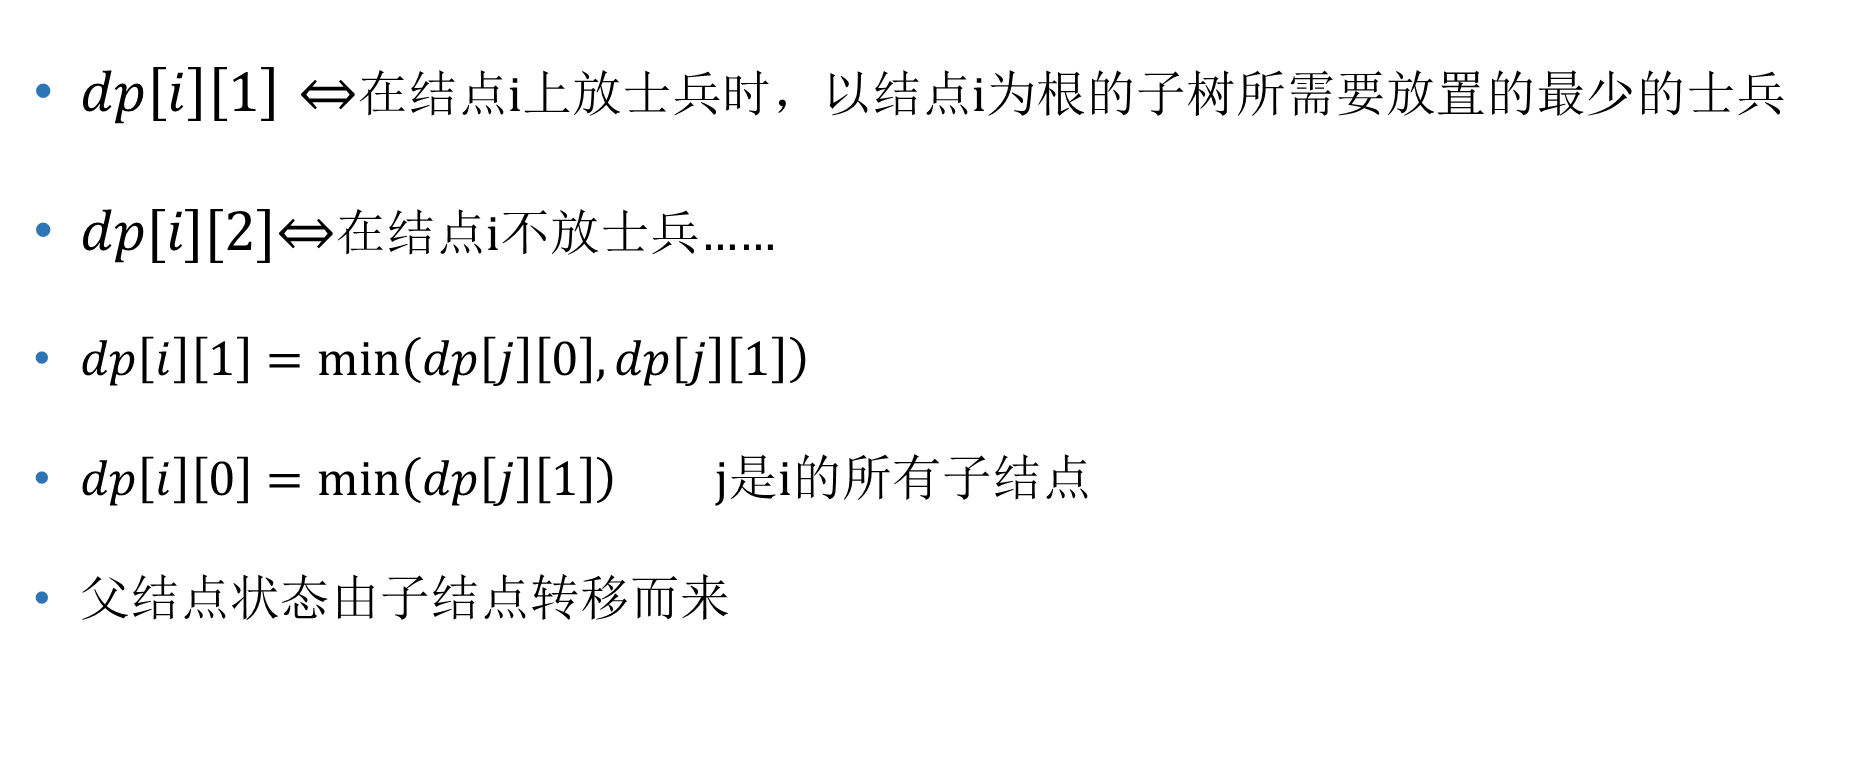 • dp[i][1] ⇔在结点i上放士兵时，以结点i为根的子树所需要放置的最少的士兵
• dp[i][2]⇔在结点i不放士兵……
• dp[i][1] = min(dp[j][0], dp[j][1])
• dp[i][0] = min(dp[j][1]) j是i的所有子结点
• 父结点状态由子结点转移而来